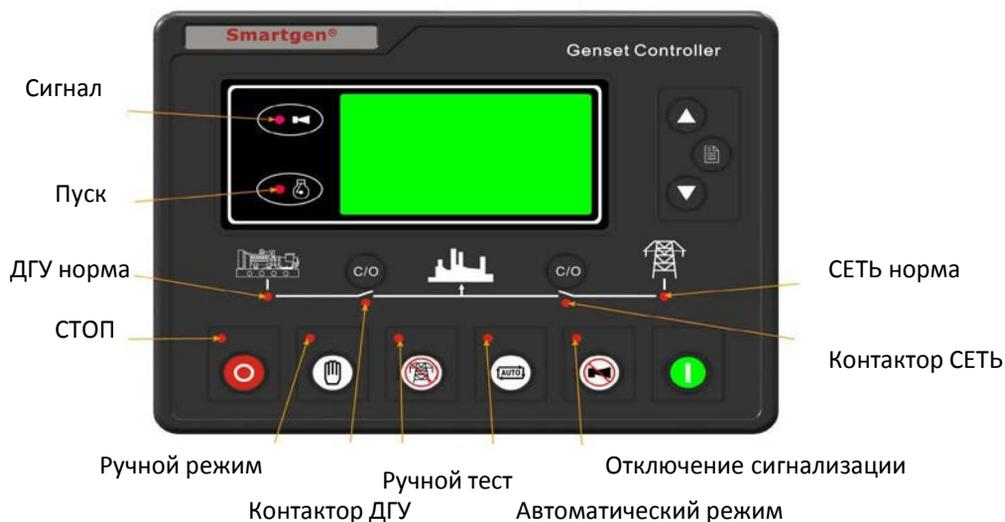 Smartgen®
Genset Controller
Сигнал
Пуск
ДГУ норма
C/O
C/O
СЕТЬ норма
СТОП
AUTO
Контактор СЕТЬ
Ручной режим
Ручной тест
Отключение сигнализации
Контактор ДГУ
Автоматический режим